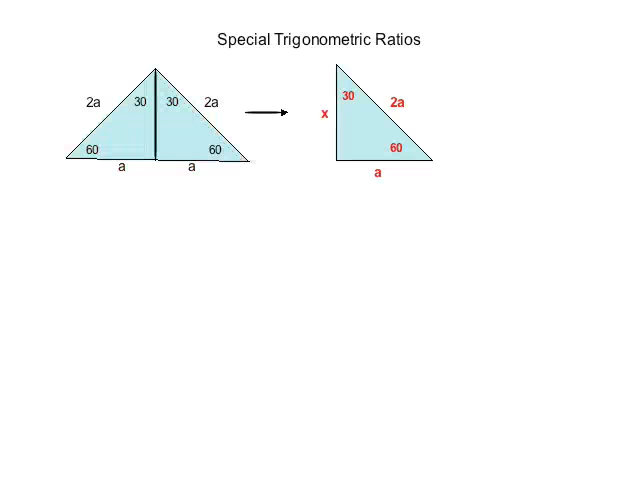 Special Trigonometric Ratios
2a 30 30 2a
60 60
a a
30 2a
x
60
a